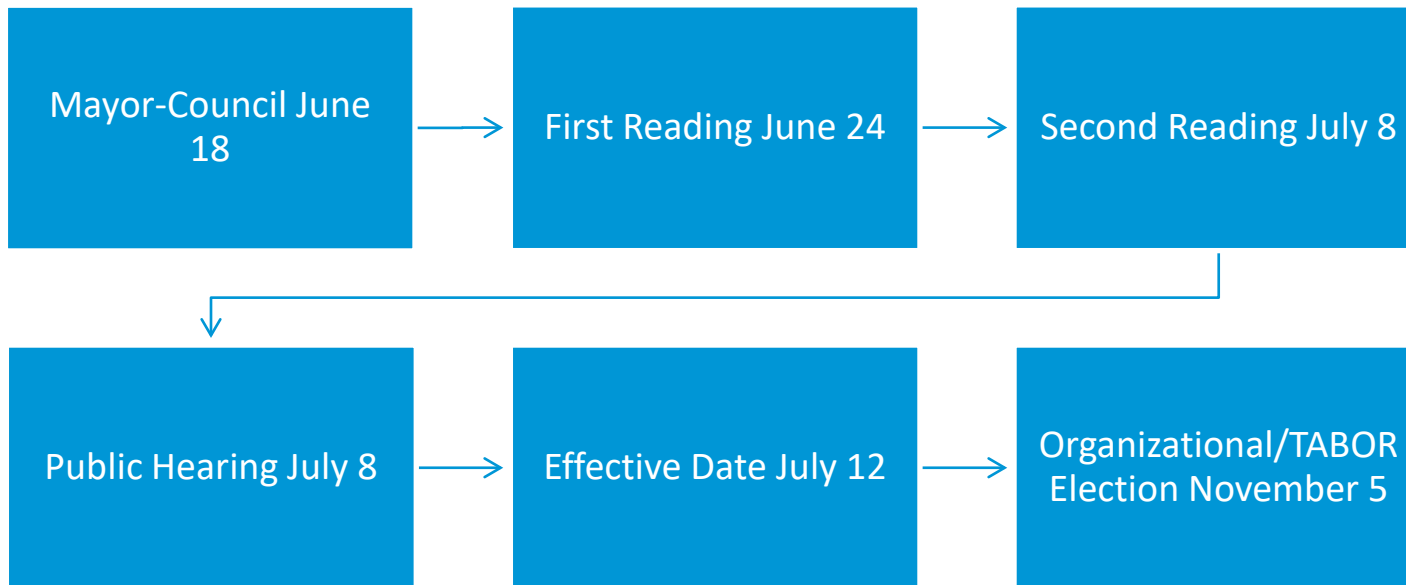 Mayor-Council June
18
First Reading June 24
Second Reading July 8
Public Hearing July 8
Effective Date July 12
Organizational/TABOR
Election November 5